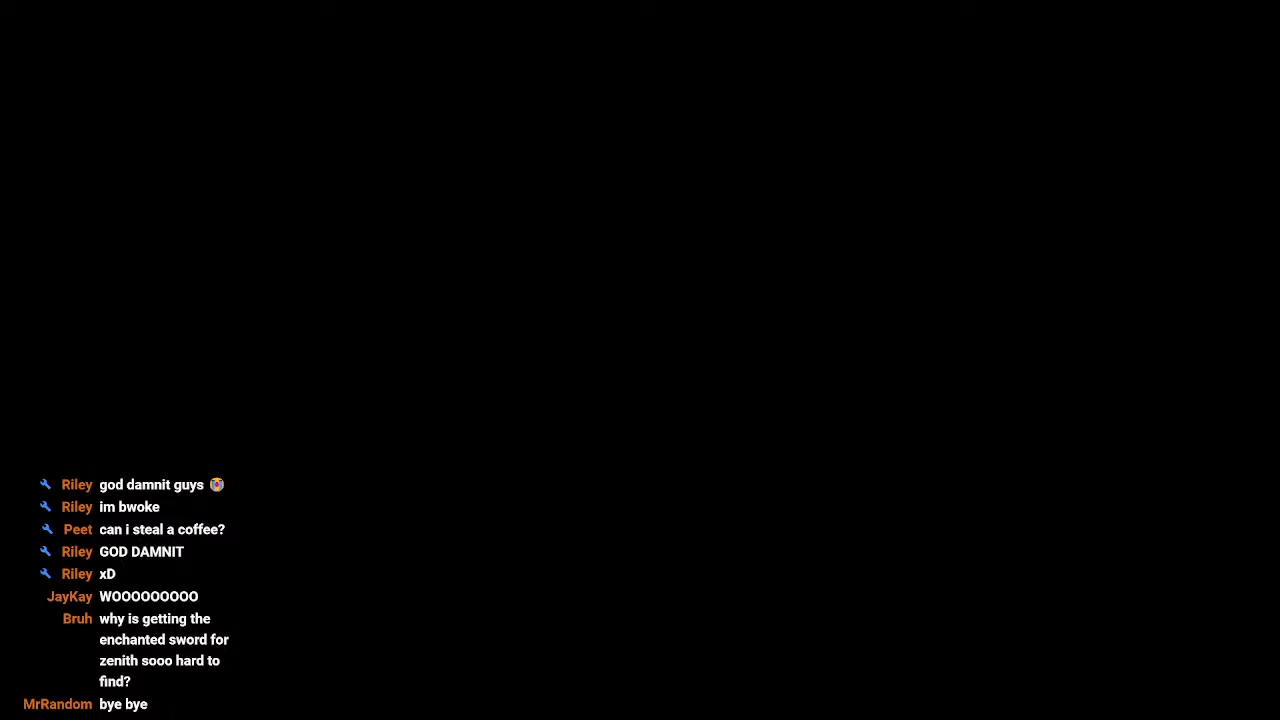 Riley god damnit guys 😭
Riley im bwoke
Peet can i steal a coffee?
Riley GOD DAMNIT
Riley xD
JayKay WOOOOOOOOO
Bruh why is getting the
enchanted sword for
zenith sooo hard to
find?
MrRandom bye bye